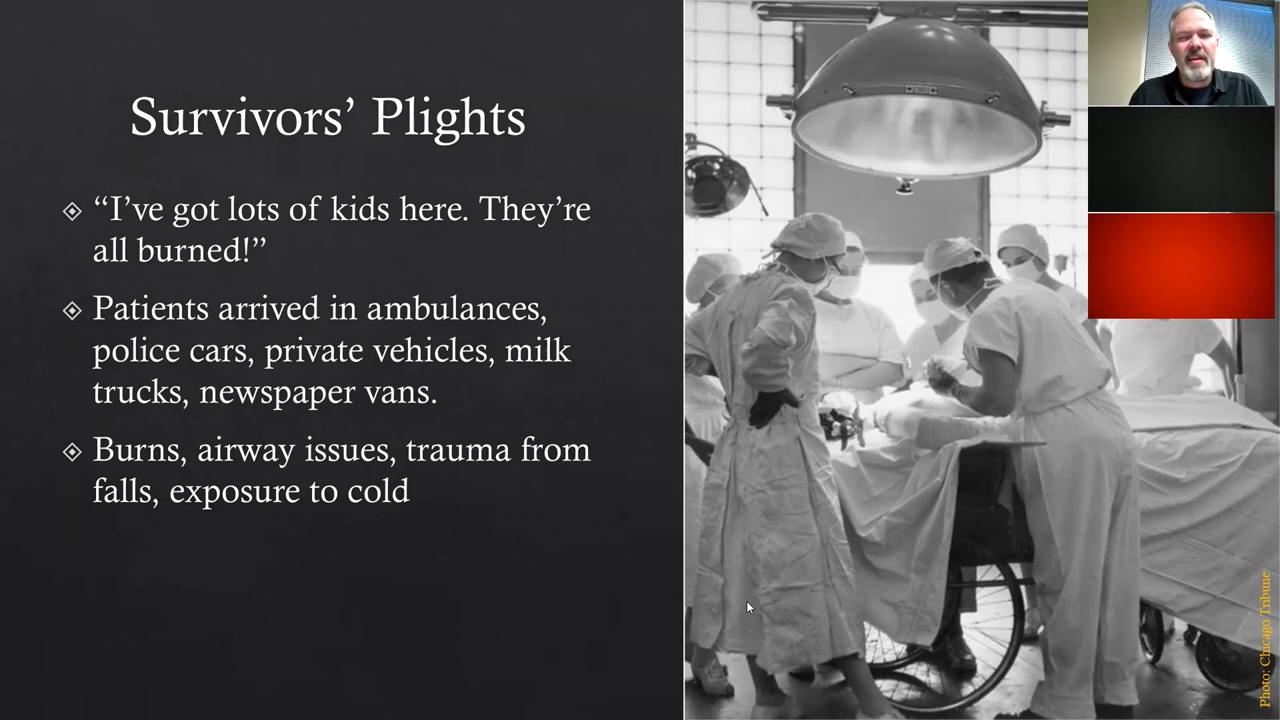 Survivors’ Plights
“I’ve got lots of kids here. They’re
all burned!”
Patients arrived in ambulances,
police cars, private vehicles, milk
trucks, newspaper vans.
Burns, airway issues, trauma from
falls, exposure to cold
Photo: Chicago Tribune